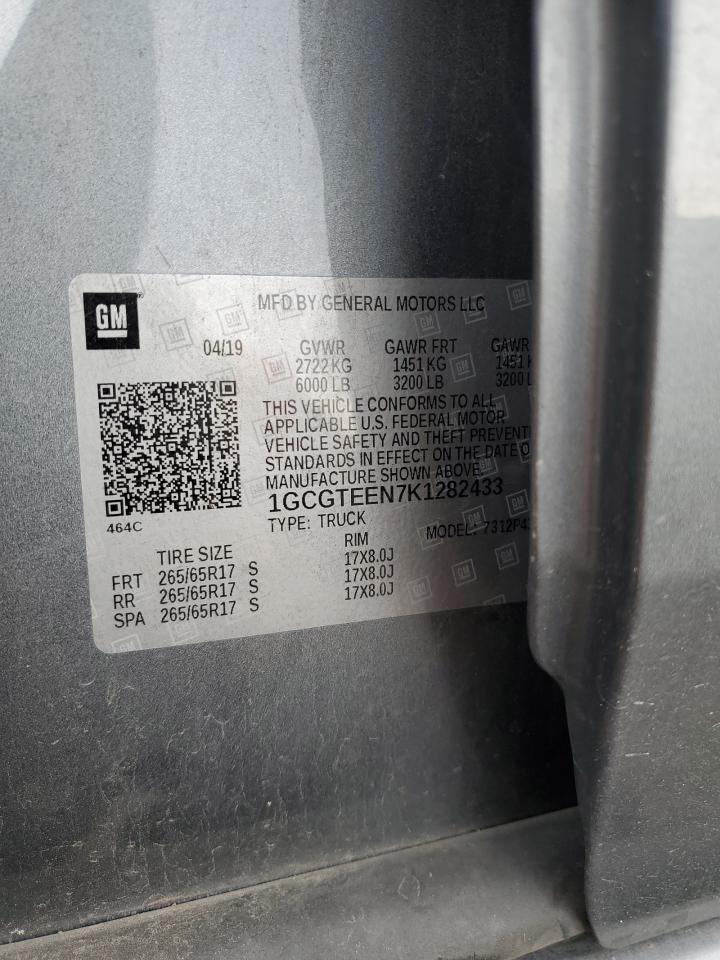 GM
MFD BY GENERAL MOTORS LLC
04/19 GVWR GAWR FRT GAWR
2722 KG 1451 KG 1451
6000 LB 3200 LB 3200
THIS VEHICLE CONFORMS TO ALL
APPLICABLE U.S. FEDERAL MOTOR
VEHICLE SAFETY AND THEFT PREVENTI
STANDARDS IN EFFECT ON THE DATE O
MANUFACTURE SHOWN ABOVE.
1GCGTEEN7K1282433
464C
TYPE: TRUCK MODEL: 7312P43
TIRE SIZE RIM
FRT 265/65R17 S 17X8.0J
RR 265/65R17 S 17X8.0J
SPA 265/65R17 S 17X8.0J